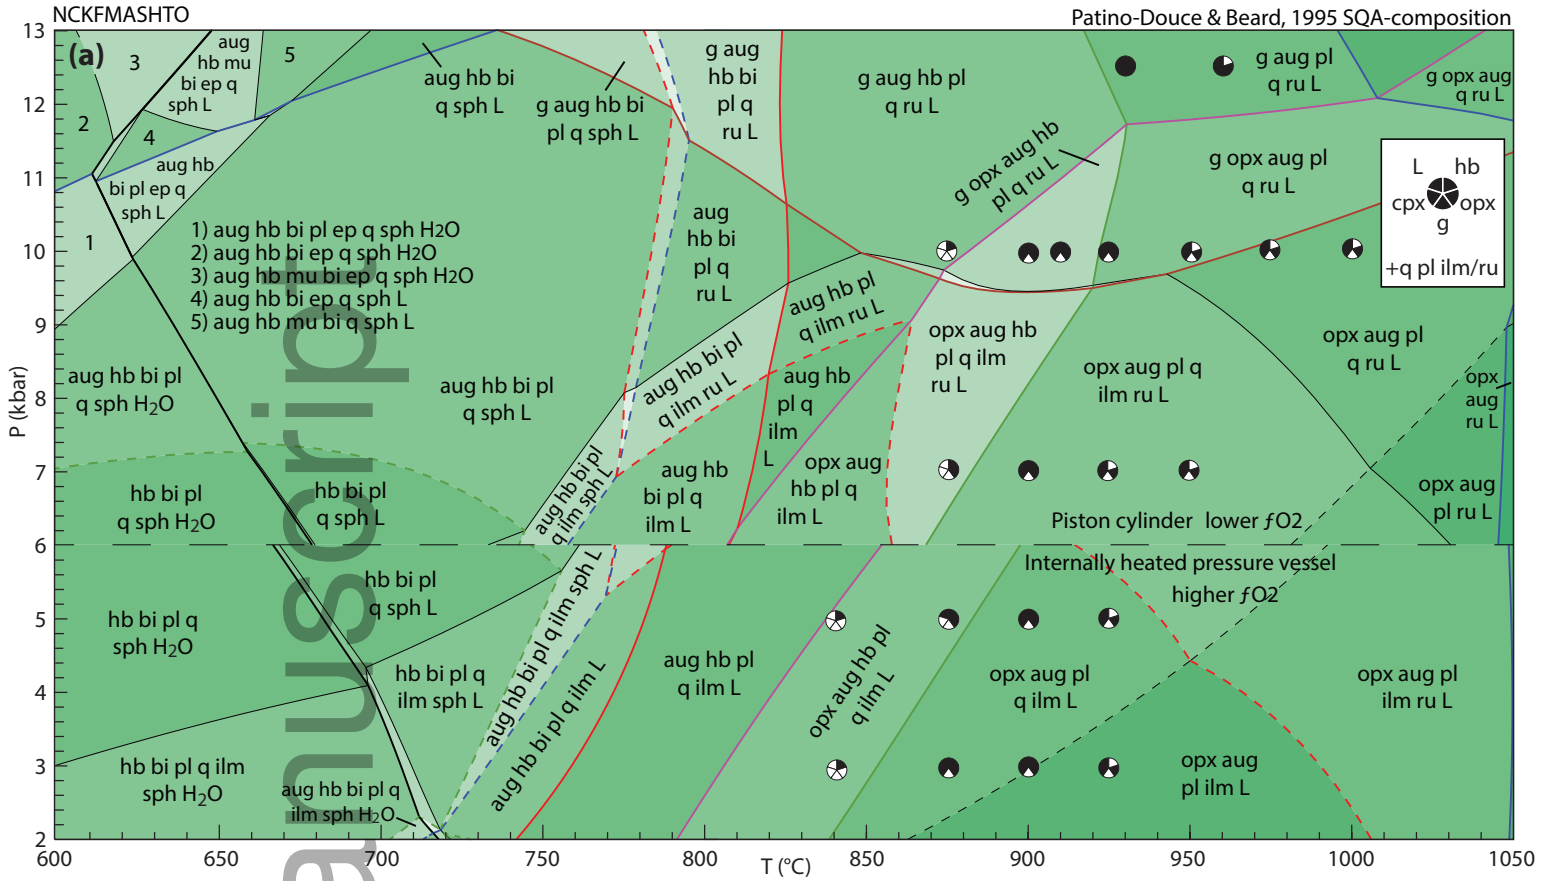 NCKFMASHTO
Patino-Douce & Beard, 1995 SQA-composition
(a)
13
12
11
10
9
8
7
6
5
4
3
2
P (kbar)
3
aug
hb mu
bi ep q
sph L
5
2
4
aug hb
bi pl ep q
sph L
1
aug hb bi
q sph L
g aug hb bi
pl q sph L
g aug
hb bi
pl q
ru L
g aug hb pl
q ru L
g aug pl
q ru L
g opx aug
q ru L
g opx aug hb
pl q ru L
g opx aug pl
q ru L
L hb
cpx opx
g
+q pl ilm/ru
1) aug hb bi pl ep q sph H2O
2) aug hb bi ep q sph H2O
3) aug hb mu bi ep q sph H2O
4) aug hb bi ep q sph L
5) aug hb mu bi q sph L
aug
hb bi
pl q
ru L
aug hb pl
q ilm ru L
aug hb bi pl
q ilm ru L
aug hb bi pl
q sph H2O
aug hb bi pl
q sph L
aug hb
pl q
ilm
L
opx aug hb
pl q ilm
ru L
opx aug pl q
ilm ru L
opx aug pl
q ru L
opx
aug
ru L
hb bi pl
q sph H2O
hb bi pl
q sph L
aug hb bi pl
q ilm sph L
aug hb
bi pl q
ilm L
opx aug
hb pl q
ilm L
opx aug
pl ru L
Piston cylinder lower ƒO2
Internally heated pressure vessel
higher ƒO2
hb bi pl q
sph H2O
hb bi pl
q sph L
hb bi pl q
ilm sph L
aug hb bi pl q ilm sph L
aug hb bi pl q ilm L
aug hb pl
q ilm L
opx aug hb pl
q ilm L
opx aug pl
q ilm L
opx aug pl
ilm ru L
hb bi pl q ilm
sph H2O
aug hb bi pl q
ilm sph H2O
opx aug
pl ilm L
600
650
700
750
800
850
900
950
1000
1050
T (°C)
anuscript